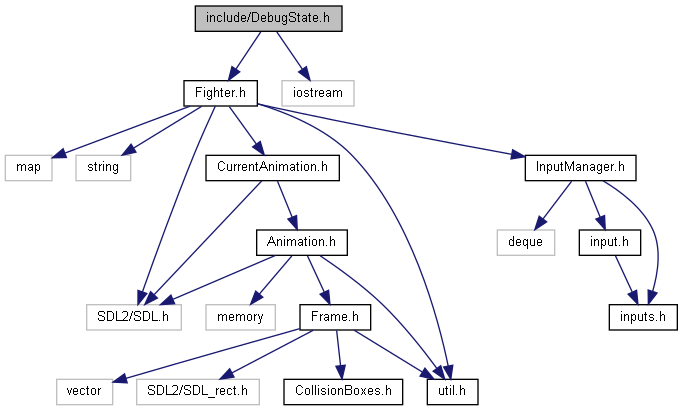 include/DebugState.h
Fighter.h
iostream
map
string
CurrentAnimation.h
InputManager.h
Animation.h
deque
input.h
SDL2/SDL.h
memory
Frame.h
inputs.h
vector
SDL2/SDL_rect.h
CollisionBoxes.h
util.h